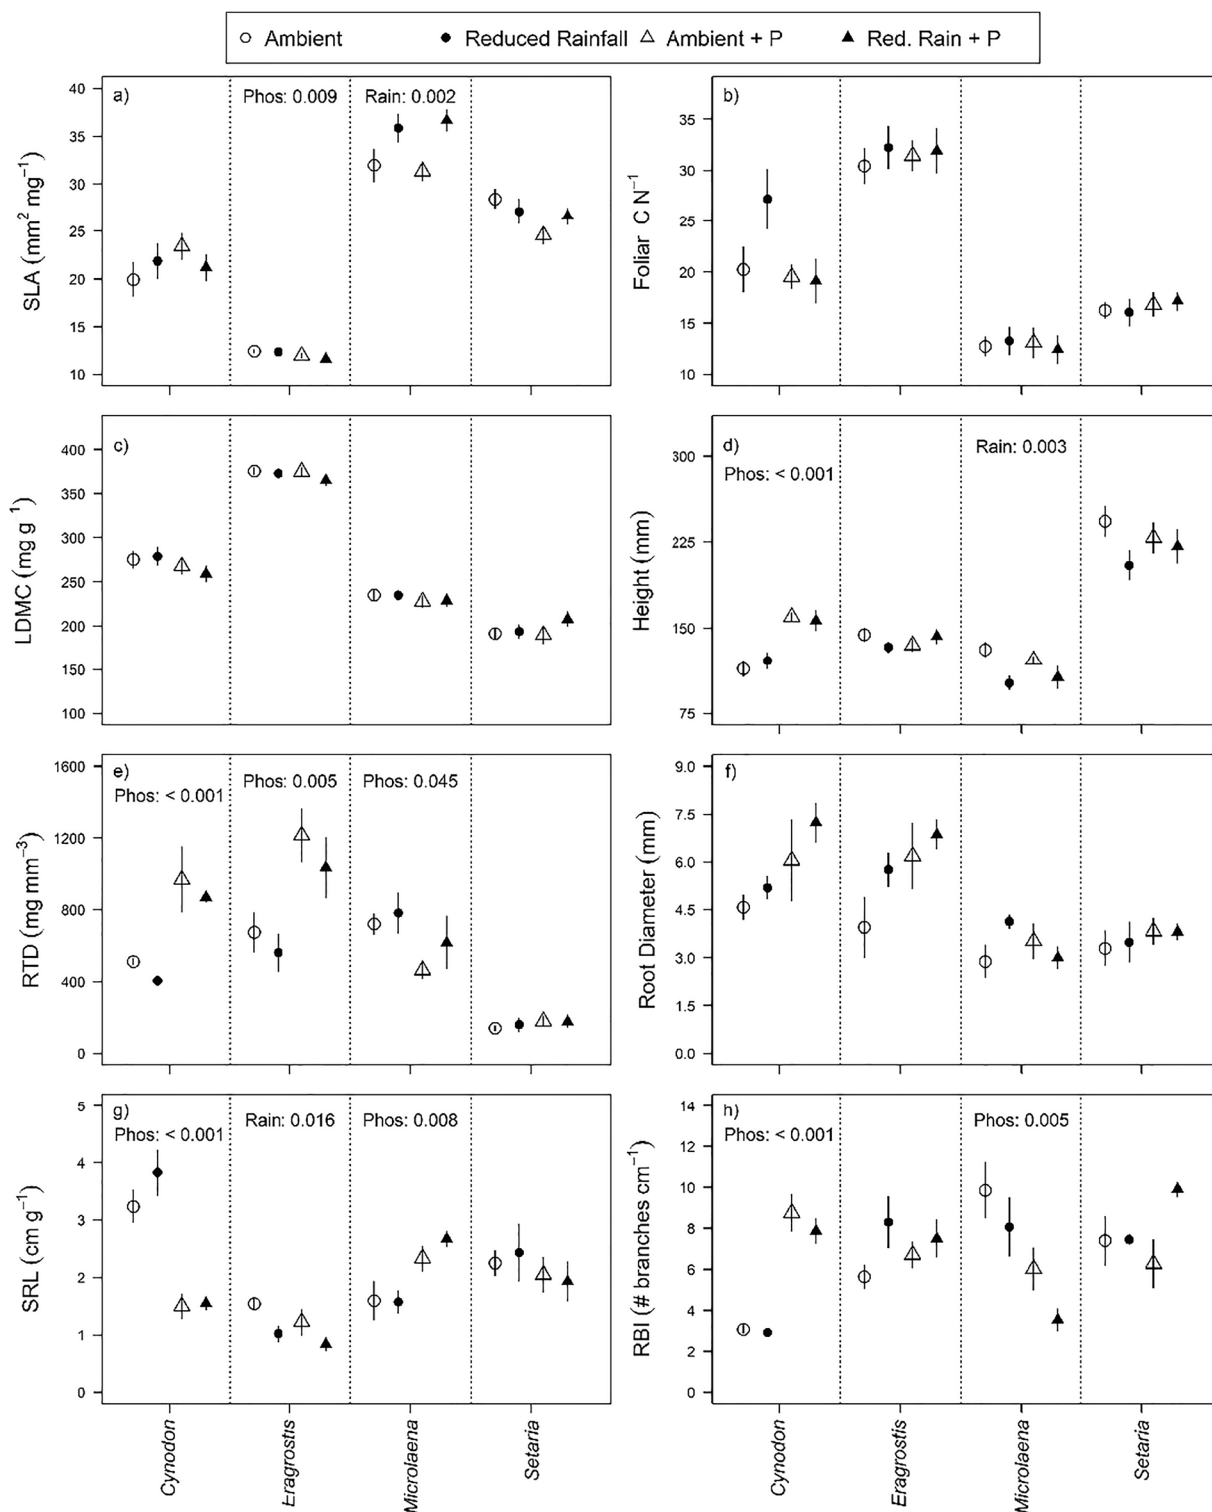 Ambient Reduced Rainfall Ambient + P Red. Rain + P
a) Phos: 0.009 Rain: 0.002
SLA (mm² mg⁻¹)
40
35
30
25
20
15
10
b)
Foliar C N⁻¹
35
30
25
20
15
10
c)
LDMC (mg g⁻¹)
400
350
300
250
200
150
100
d) Rain: 0.003
Phos: < 0.001
Height (mm)
300
225
150
75
e) Phos: 0.005 Phos: 0.045
Phos: < 0.001
RTD (mg mm⁻³)
1600
1200
800
400
0
f)
Root Diameter (mm)
9.0
7.5
6.0
4.5
3.0
1.5
0.0
g) Rain: 0.016 Phos: 0.008
Phos: < 0.001
SRL (cm g⁻¹)
5
4
3
2
1
0
Cynodon
Eragrostis
Microlaena
Setaria
h) Phos: 0.005
Phos: < 0.001
RBI (# branches cm⁻¹)
14
12
10
8
6
4
2
0
Cynodon
Eragrostis
Microlaena
Setaria